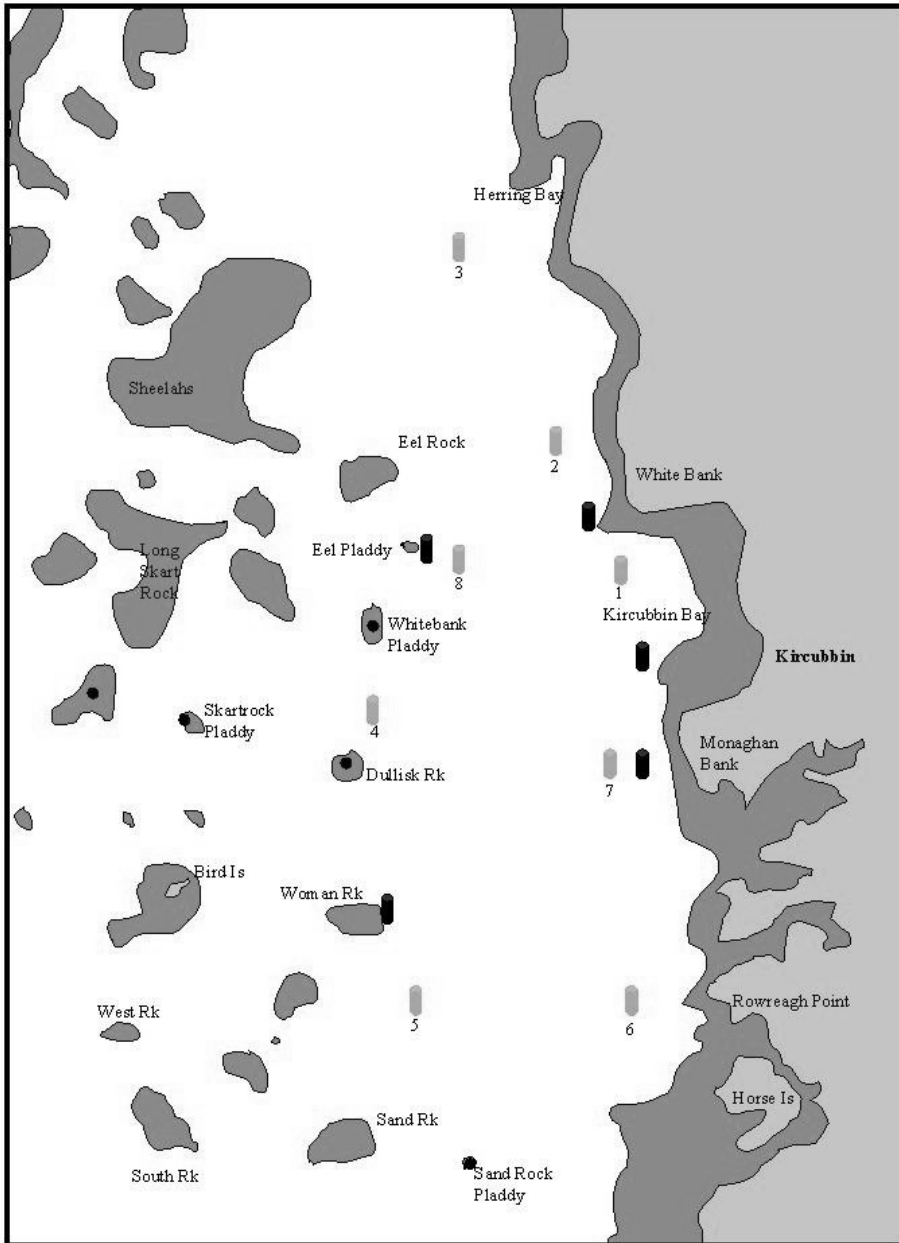 Herring Bay
3
Sheelahs
Eel Rock
2
White Bank
Eel Pladdy
Long
Skart
Rock
8
1
Kircubbin Bay
Whitebank
Pladdy
Kircubbin
Skartrock
Pladdy
4
Monaghan
Bank
Dullisk Rk
7
Bird Is
Woman Rk
West Rk
5
6
Rowreagh Point
Horse Is
Sand Rk
South Rk
Sand Rock
Pladdy